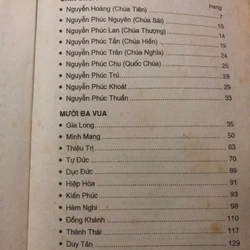 trang
• Nguyễn Hoàng (Chúa Tiên) 7
• Nguyễn Phúc Nguyên (Chúa Sãi) 10
• Nguyễn Phúc Lan (Chúa Thượng) 14
• Nguyễn Phúc Tần (Chúa Hiền) 19
• Nguyễn Phúc Trăn (Chúa Nghĩa) 24
• Nguyễn Phúc Chu (Quốc Chúa) 25
• Nguyễn Phúc Trú 28
• Nguyễn Phúc Khoát 29
• Nguyễn Phúc Thuần 33
MƯỜI BA VUA
• Gia Long 35
• Minh Mạng 50
• Thiệu Trị 63
• Tự Đức 67
• Dục Đức 89
• Hiệp Hòa 91
• Kiến Phúc 93
• Hàm Nghi 98
• Đồng Khánh 110
• Thành Thái 117
• Duy Tân 129